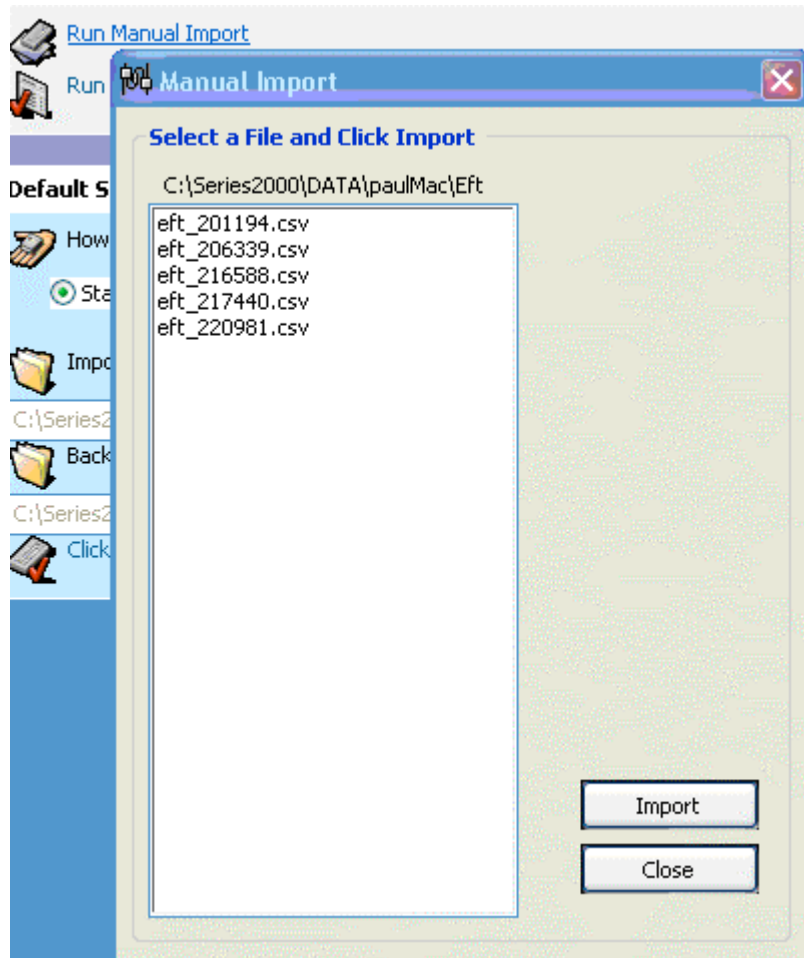 Run Manual Import
Run
Manual Import
Select a File and Click Import
C:\Series2000\DATA\paulMac\Eft
eft_201194.csv
eft_206339.csv
eft_216588.csv
eft_217440.csv
eft_220981.csv
Default S
How
Sta
Impo
C:\Series2
Back
C:\Series2
Click
Import
Close